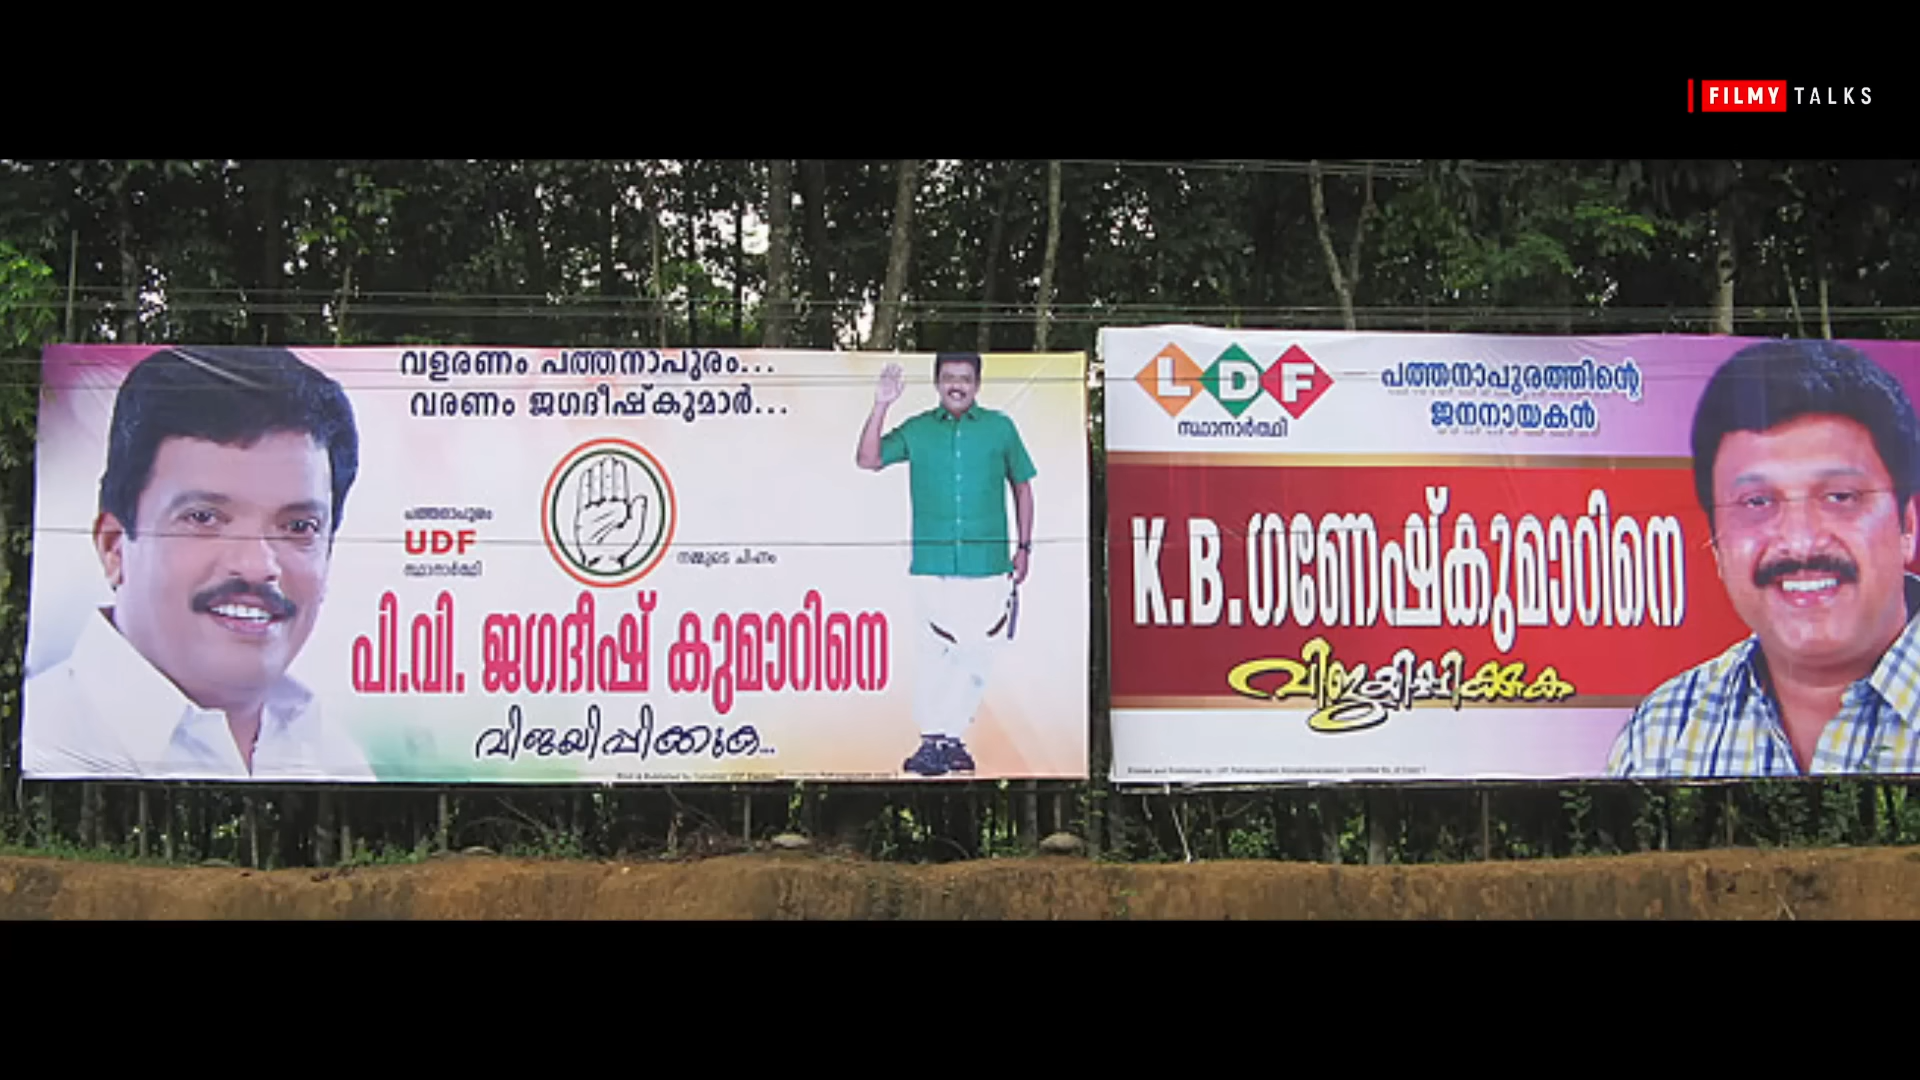 FILMY TALKS
വളരണം പത്തനാപുരം...
വരണം ജഗദീഷ്കുമാർ...
പത്തനാപുരം
UDF
സ്ഥാനാർത്ഥി
നമ്മുടെ ചിഹ്നം
പി.വി. ജഗദീഷ് കുമാറിനെ
വിജയിപ്പിക്കുക...
LDF
സ്ഥാനാർത്ഥി
പത്തനാപുരത്തിന്റെ
ജനനായകൻ
K.B.ഗണേഷ്കുമാറിനെ
വിജയിപ്പിക്കുക